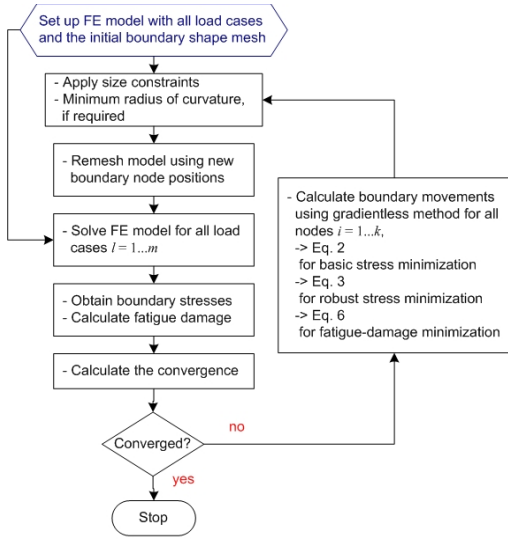 Set up FE model with all load cases
and the initial boundary shape mesh
- Apply size constraints
- Minimum radius of curvature,
if required
- Remesh model using new
boundary node positions
- Solve FE model for all load
cases l = 1...m
- Obtain boundary stresses
- Calculate fatigue damage
- Calculate the convergence
Converged?
no
yes
Stop
- Calculate boundary movements
using gradientless method for all
nodes i = 1...k,
-> Eq. 2
for basic stress minimization
-> Eq. 3
for robust stress minimization
-> Eq. 6
for fatigue-damage minimization